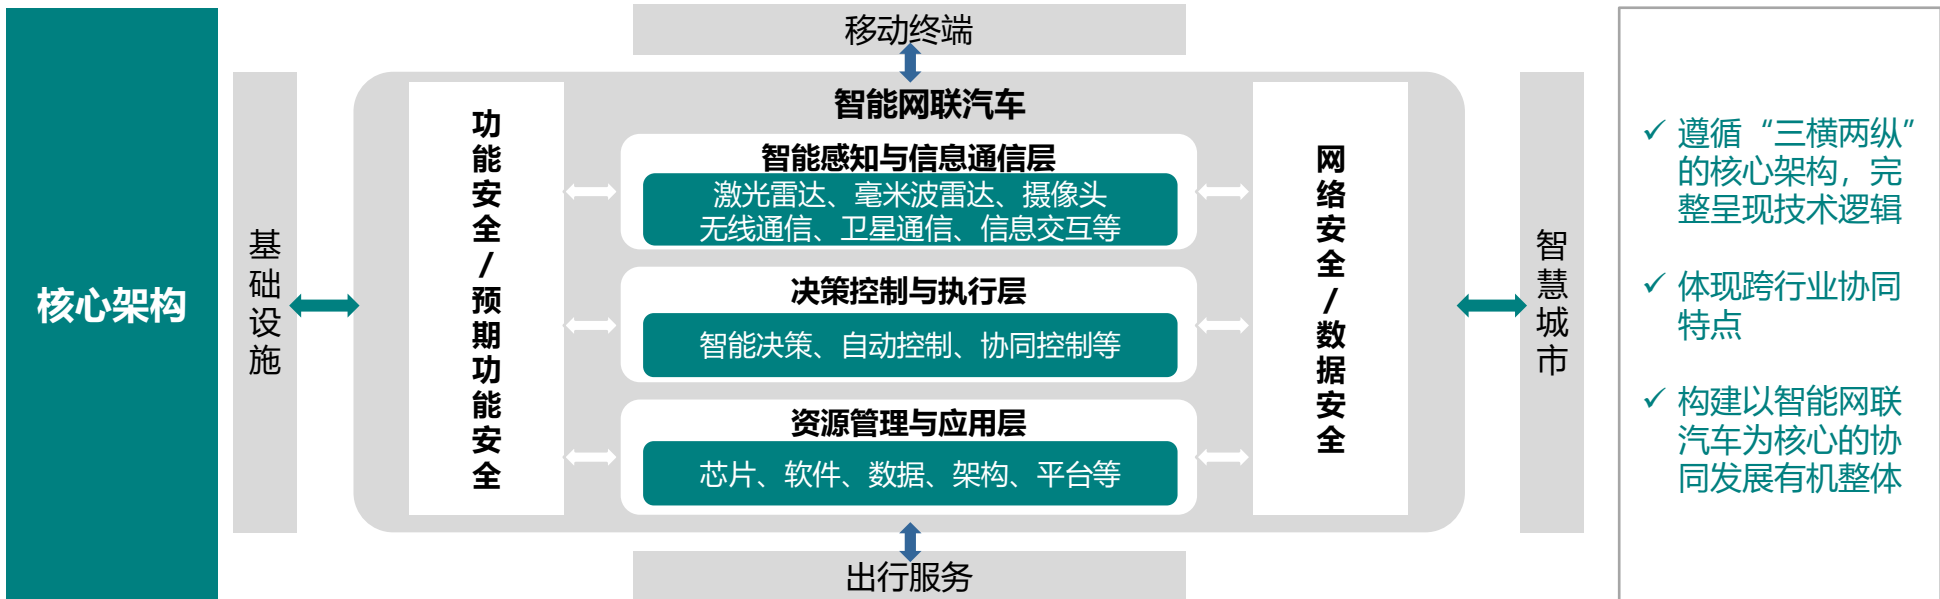 核心架构
基础设施
移动终端
智能网联汽车
功能安全/预期功能安全
智能感知与信息通信层
激光雷达、毫米波雷达、摄像头
无线通信、卫星通信、信息交互等
决策控制与执行层
智能决策、自动控制、协同控制等
资源管理与应用层
芯片、软件、数据、架构、平台等
网络安全/数据安全
出行服务
智慧城市
✓ 遵循“三横两纵”
的核心架构，完
整呈现技术逻辑
✓ 体现跨行业协同
特点
✓ 构建以智能网联
汽车为核心的协
同发展有机整体